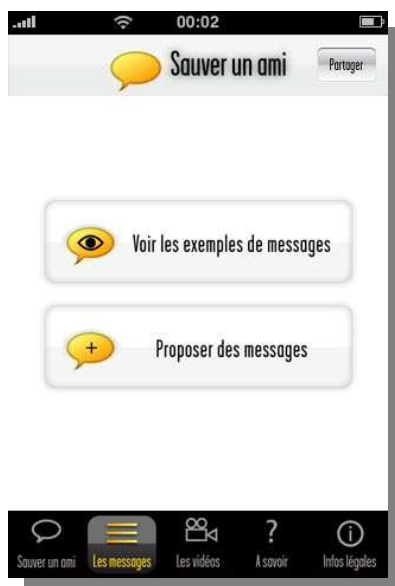 00:02
Sauver un ami
Partager
Voir les exemples de messages
Proposer des messages
Sauver un ami Les messages Les vidéos A savoir Infos légales